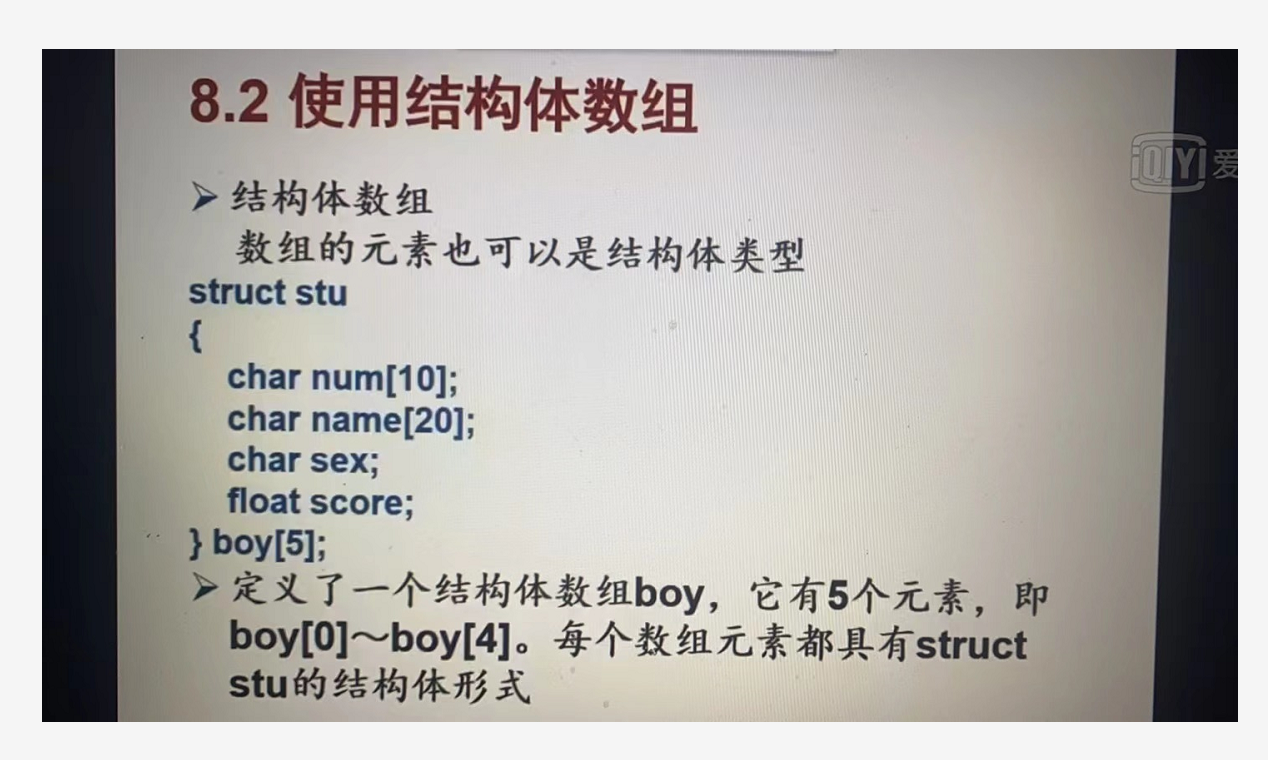 8.2 使用结构体数组
iQIYI 爱
➢ 结构体数组
数组的元素也可以是结构体类型
struct stu
{
char num[10];
char name[20];
char sex;
float score;
} boy[5];
➢ 定义了一个结构体数组boy，它有5个元素，即
boy[0]～boy[4]。每个数组元素都具有struct
stu的结构体形式